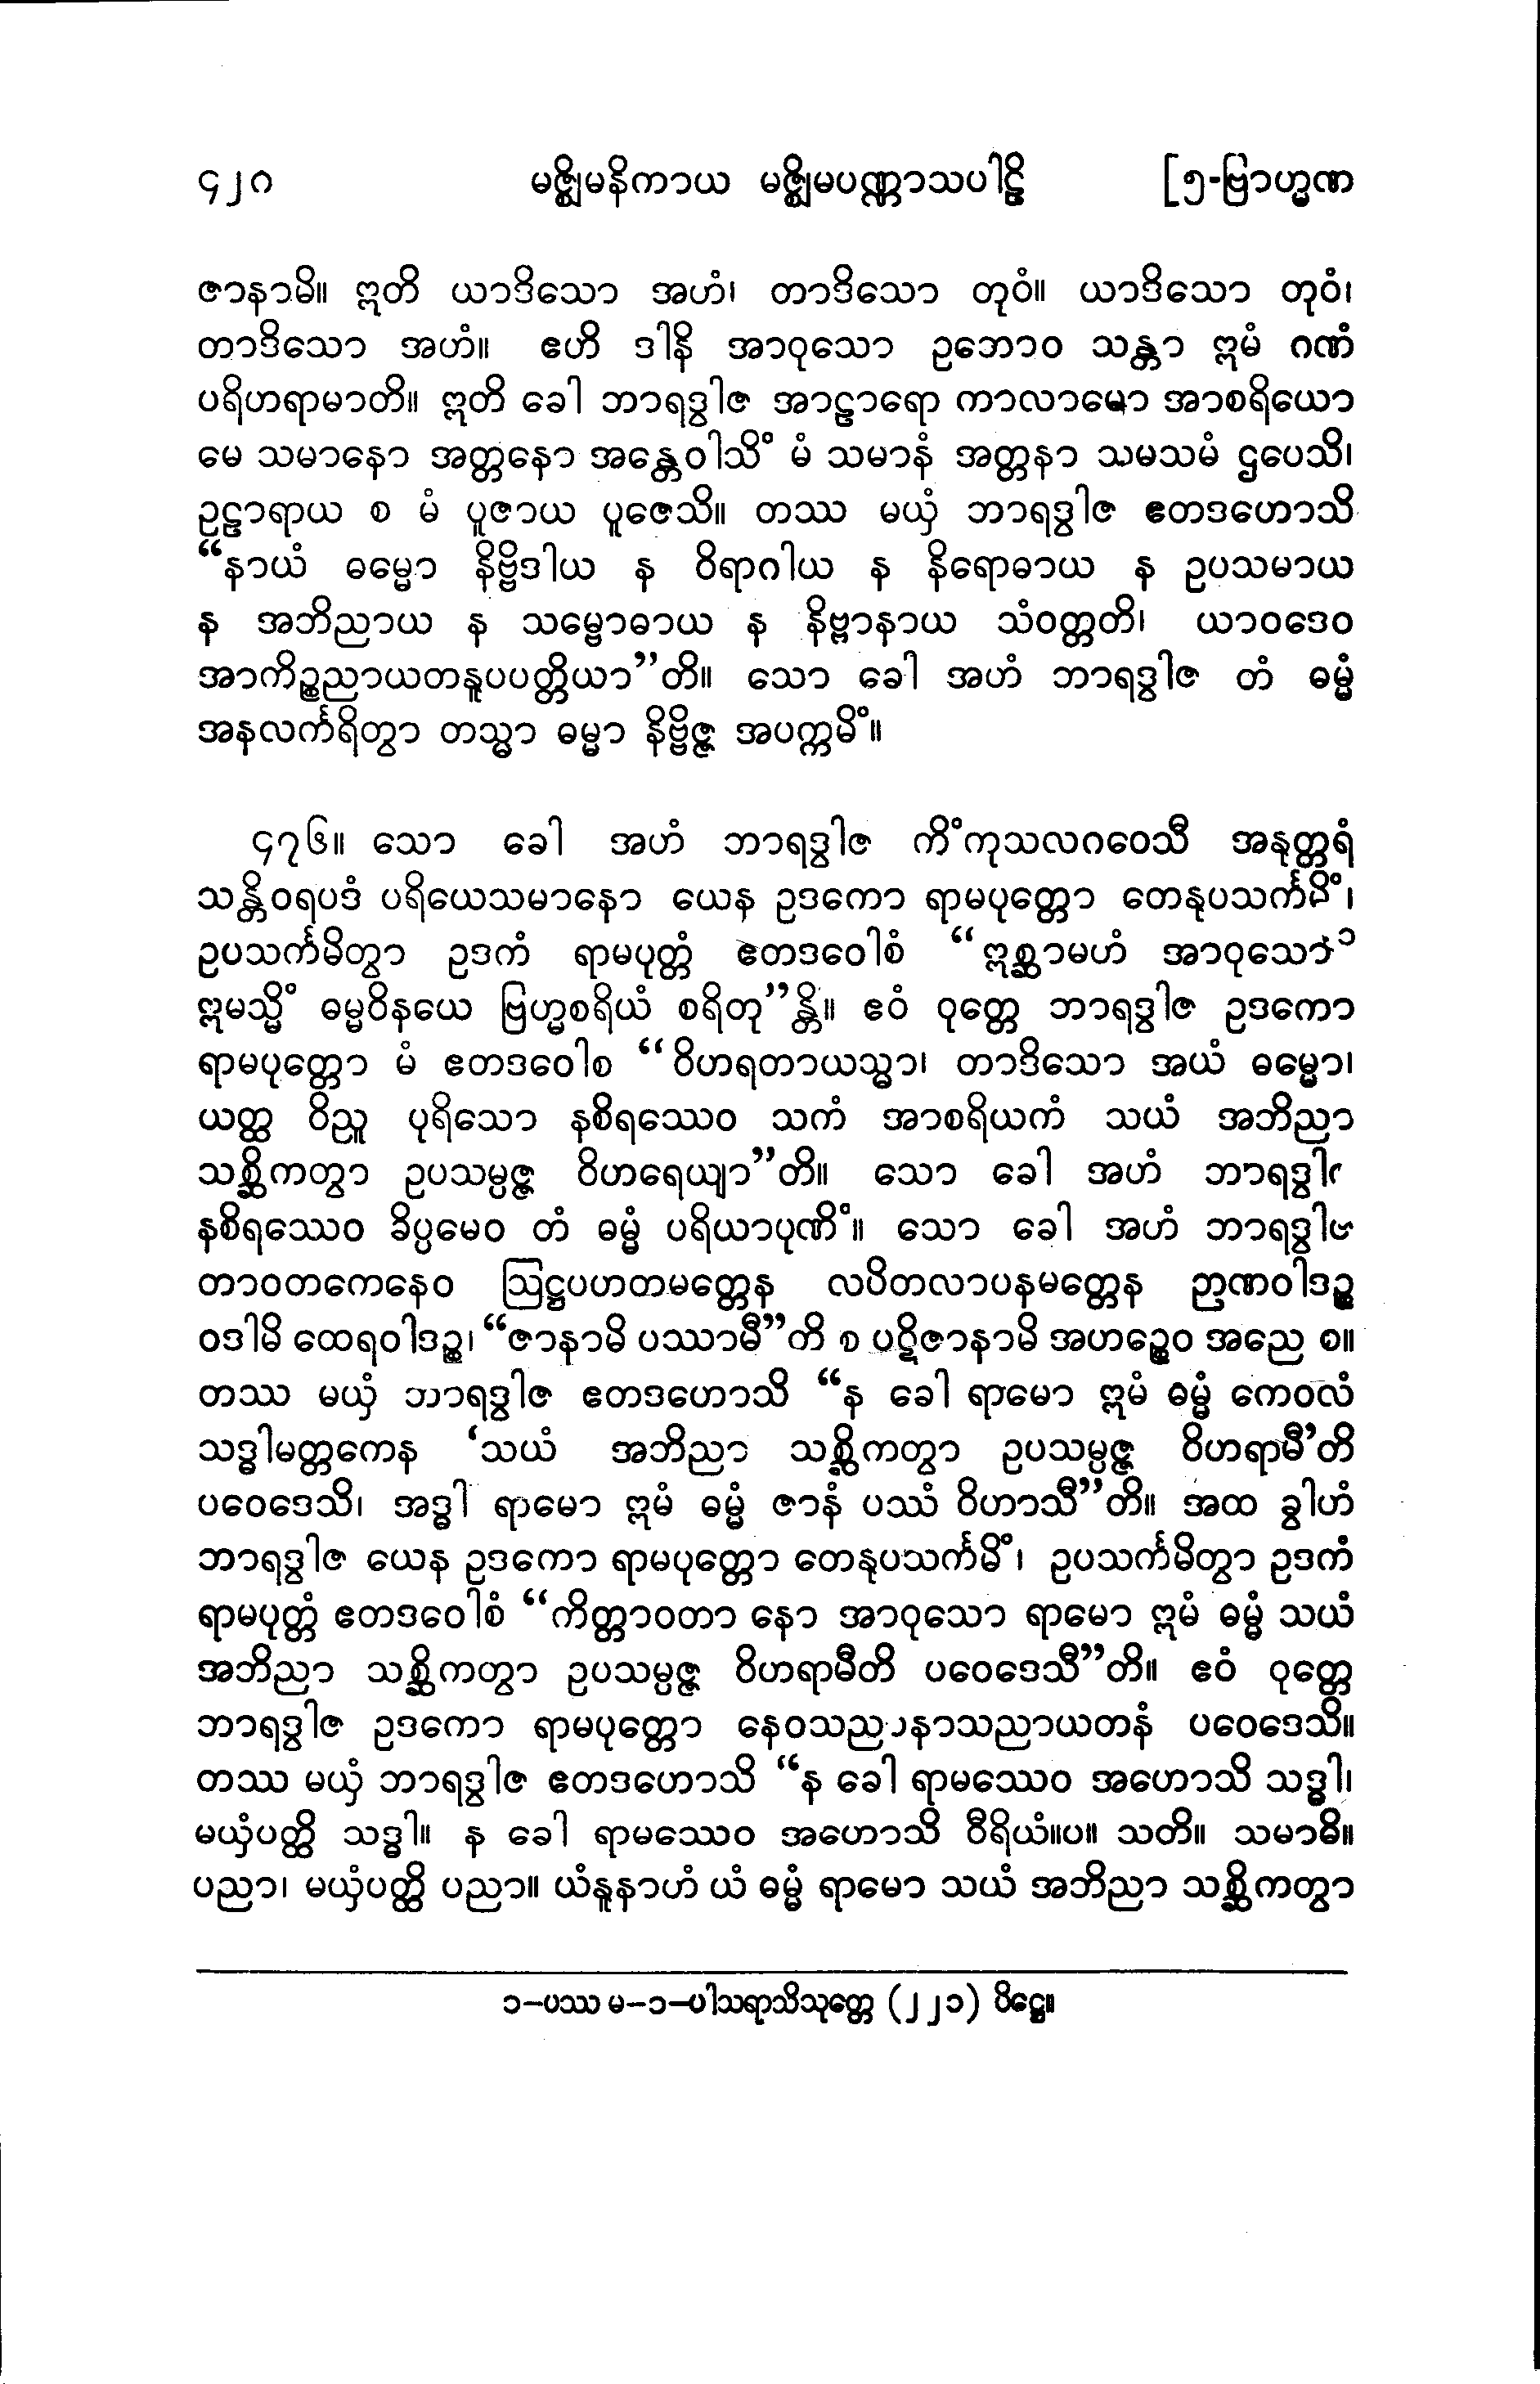 ၄၂၈ မဇ္ဈိမနိကာယ မဇ္ဈိမပဏ္ဏာသပါဠိ [၅-ဗြာဟ္မဏ
ဇာနာမိ။ ဣတိ ယာဒိသော အဟံ၊ တာဒိသော တုဝံ။ ယာဒိသော တုဝံ၊
တာဒိသော အဟံ။ ဧဟိ ဒါနိ အာဝုသော ဥဘောဝ သန္တာ ဣမံ ဂဏံ
ပရိဟရာမာတိ။ ဣတိ ခေါ ဘာရဒွါဇ အာဠာရော ကာလာမော အာစရိယော
မေ သမာနော အတ္တနော အန္တေဝါသိံ မံ သမာနံ အတ္တနာ သမသမံ ဌပေသိ၊
ဥဠာရာယ စ မံ ပူဇာယ ပူဇေသိ။ တဿ မယှံ ဘာရဒွါဇ ဧတဒဟောသိ
“နာယံ ဓမ္မော နိဗ္ဗိဒါယ န ဝိရာဂါယ န နိရောဓာယ န ဥပသမာယ
န အဘိညာယ န သမ္ဗောဓာယ န နိဗ္ဗာနာယ သံဝတ္တတိ၊ ယာဝဒေဝ
အာကိဉ္စညာယတနူပပတ္တိယာ”တိ။ သော ခေါ အဟံ ဘာရဒွါဇ တံ ဓမ္မံ
အနလင်္ကရိတွာ တသ္မာ ဓမ္မာ နိဗ္ဗိဇ္ဇ အပက္ကမိံ။
၄၇၆။ သော ခေါ အဟံ ဘာရဒွါဇ ကိံကုသလဂဝေသီ အနုတ္တရံ
သန္တိဝရပဒံ ပရိယေသမာနော ယေန ဥဒကော ရာမပုတ္တော တေနုပသင်္ကမိံ၊
ဥပသင်္ကမိတွာ ဥဒကံ ရာမပုတ္တံ ဧတဒဝေါစံ “ဣစ္ဆာမဟံ အာဝုသော၁
ဣမသ္မိံ ဓမ္မဝိနယေ ဗြဟ္မစရိယံ စရိတု”န္တိ။ ဧဝံ ဝုတ္တေ ဘာရဒွါဇ ဥဒကော
ရာမပုတ္တော မံ ဧတဒဝေါစ “ဝိဟရတာယသ္မာ၊ တာဒိသော အယံ ဓမ္မော၊
ယတ္ထ ဝိညူ ပုရိသော နစိရဿေဝ သကံ အာစရိယကံ သယံ အဘိညာ
သစ္ဆိကတွာ ဥပသမ္ပဇ္ဇ ဝိဟရေယျာ”တိ။ သော ခေါ အဟံ ဘာရဒွါဇ
နစိရဿေဝ ခိပ္ပမေဝ တံ ဓမ္မံ ပရိယာပုဏိံ။ သော ခေါ အဟံ ဘာရဒွါဇ
တာဝတကေနေဝ ဩဋ္ဌပဟတမတ္တေန လပိတလာပနမတ္တေန ဉာဏဝါဒဉ္စ
ဝဒါမိ ထေရဝါဒဉ္စ၊ “ဇာနာမိ ပဿာမီ”တိ စ ပဋိဇာနာမိ အဟဉ္စေဝ အညေ စ။
တဿ မယှံ ဘာရဒွါဇ ဧတဒဟောသိ “န ခေါ ရာမော ဣမံ ဓမ္မံ ကေဝလံ
သဒ္ဓါမတ္တကေန ‘သယံ အဘိညာ သစ္ဆိကတွာ ဥပသမ္ပဇ္ဇ ဝိဟရာမီ’တိ
ပဝေဒေသိ၊ အဒ္ဓါ ရာမော ဣမံ ဓမ္မံ ဇာနံ ပဿံ ဝိဟာသီ”တိ။ အထ ခွါဟံ
ဘာရဒွါဇ ယေန ဥဒကော ရာမပုတ္တော တေနုပသင်္ကမိံ၊ ဥပသင်္ကမိတွာ ဥဒကံ
ရာမပုတ္တံ ဧတဒဝေါစံ “ကိတ္တာဝတာ နော အာဝုသော ရာမော ဣမံ ဓမ္မံ သယံ
အဘိညာ သစ္ဆိကတွာ ဥပသမ္ပဇ္ဇ ဝိဟရာမီတိ ပဝေဒေသီ”တိ။ ဧဝံ ဝုတ္တေ
ဘာရဒွါဇ ဥဒကော ရာမပုတ္တော နေဝသညာနာသညာယတနံ ပဝေဒေသိ။
တဿ မယှံ ဘာရဒွါဇ ဧတဒဟောသိ “န ခေါ ရာမဿေဝ အဟောသိ သဒ္ဓါ၊
မယှံပတ္ထိ သဒ္ဓါ။ န ခေါ ရာမဿေဝ အဟောသိ ဝီရိယံ။ပ။ သတိ။ သမာဓိ။
ပညာ၊ မယှံပတ္ထိ ပညာ။ ယံနူနာဟံ ယံ ဓမ္မံ ရာမော သယံ အဘိညာ သစ္ဆိကတွာ
၁-ပဿ မ-၁-ပါသရာသိသုတ္တေ (၂၂၁) ပိဋ္ဌေ။